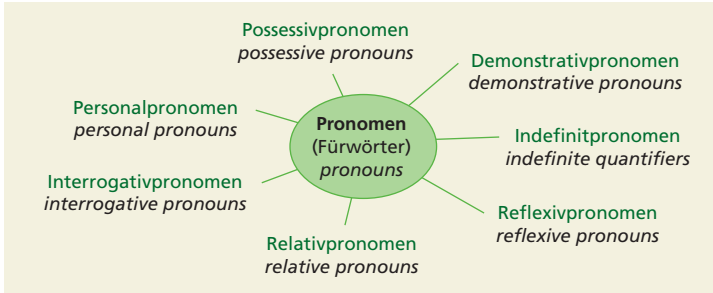 Possessivpronomen
possessive pronouns
Demonstrativpronomen
demonstrative pronouns
Personalpronomen
personal pronouns
Pronomen
(Fürwörter)
pronouns
Indefinitpronomen
indefinite quantifiers
Interrogativpronomen
interrogative pronouns
Reflexivpronomen
reflexive pronouns
Relativpronomen
relative pronouns